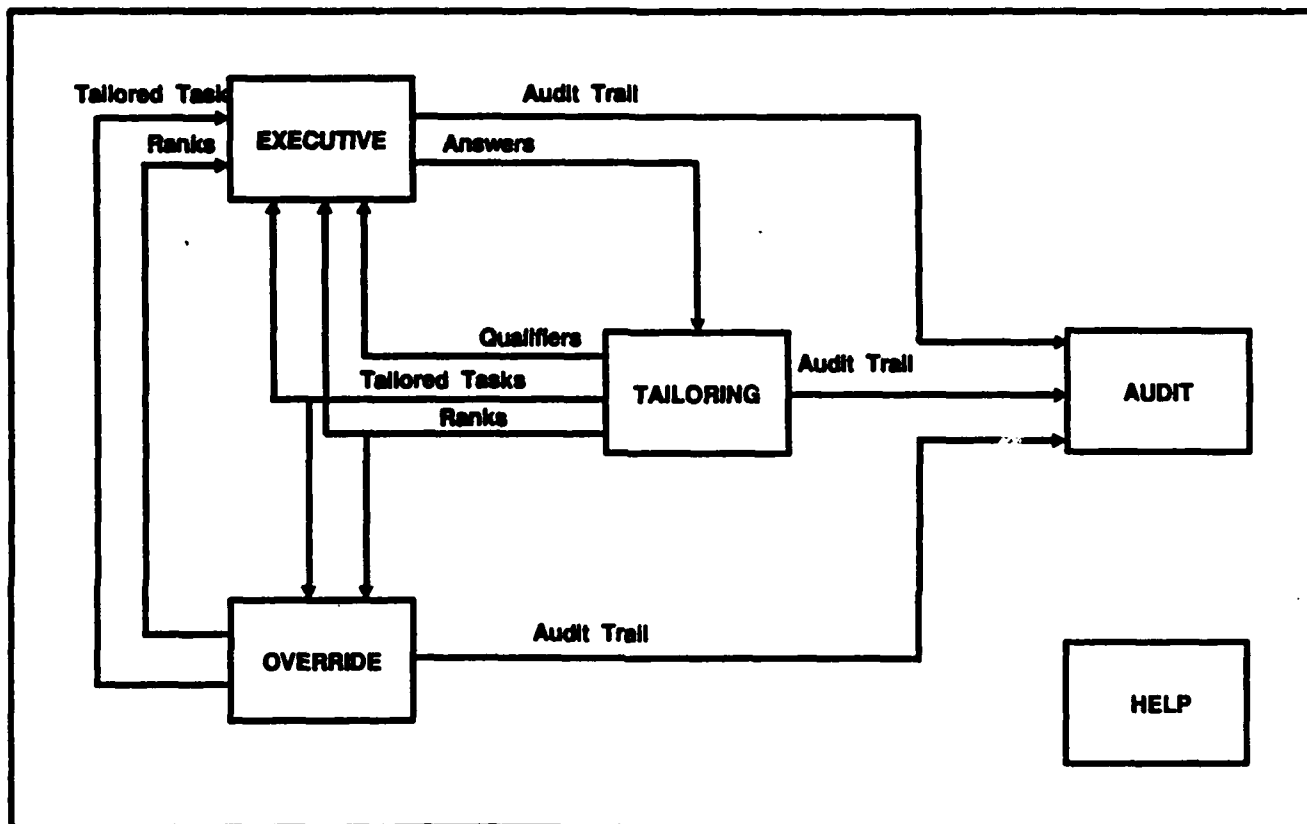 Tailored Task
Audit Trail
EXECUTIVE
Ranks
Answers
Qualifiers
Tailored Tasks
Audit Trail
TAILORING
AUDIT
Ranks
Audit Trail
OVERRIDE
HELP